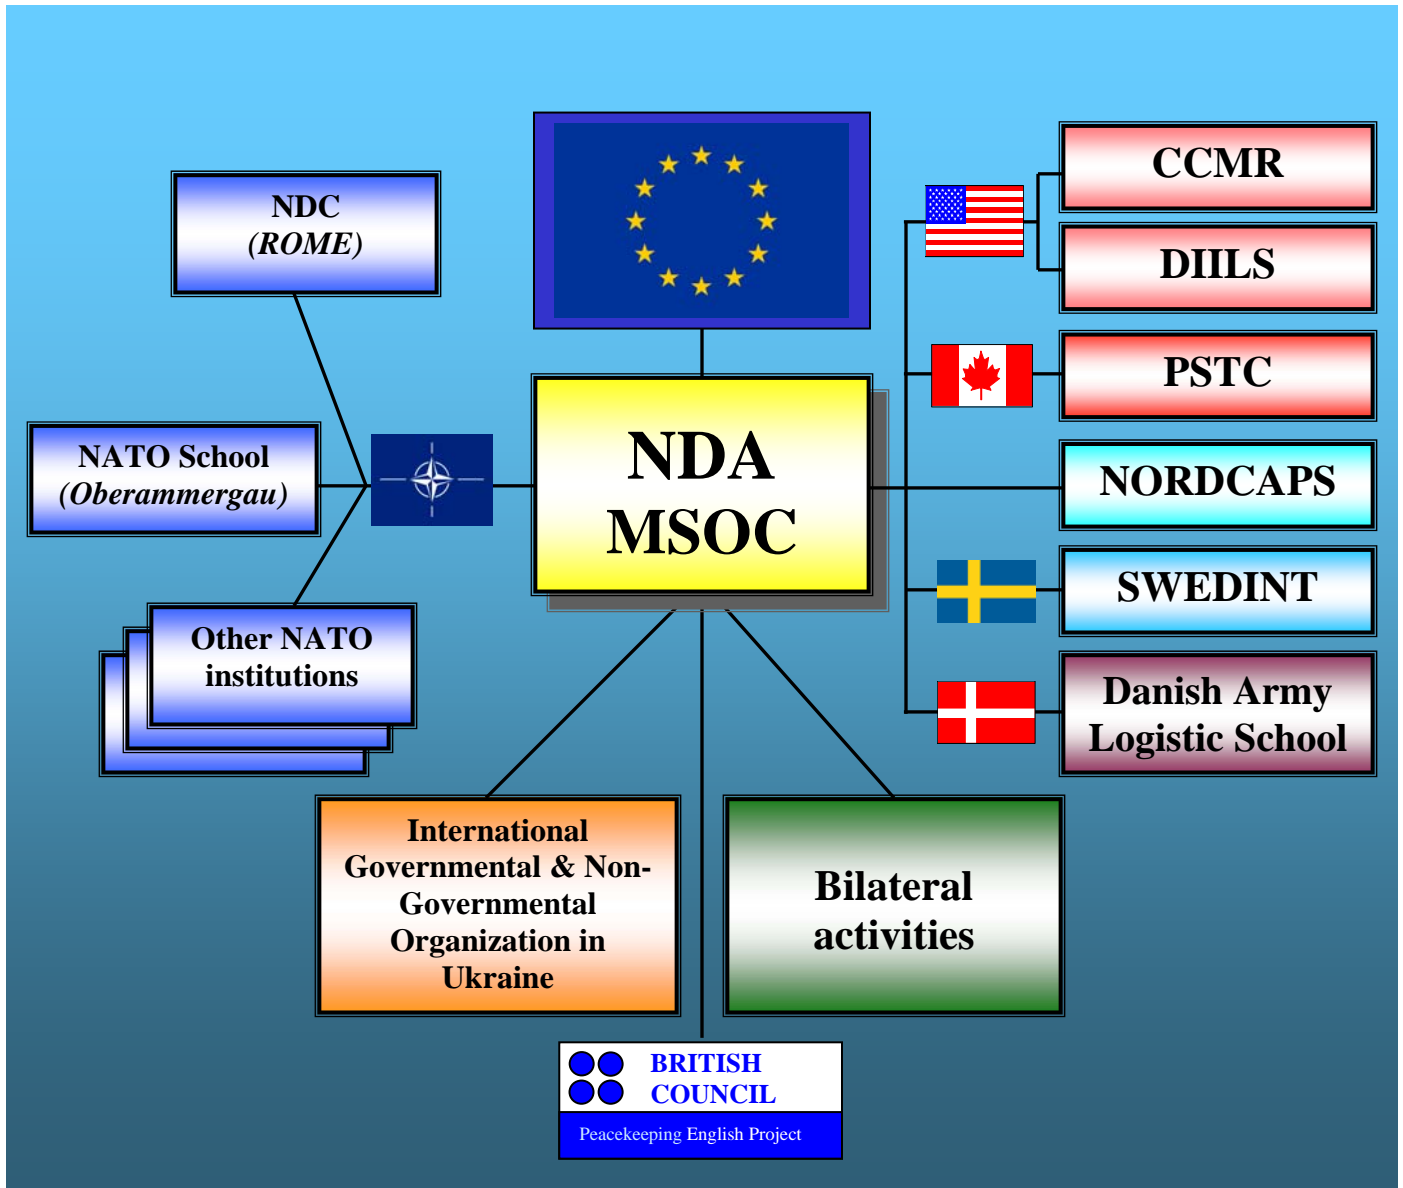 NDC
(ROME)
NATO School
(Oberammergau)
Other NATO
institutions
NDA
MSOC
CCMR
DIILS
PSTC
NORDCAPS
SWEDINT
Danish Army
Logistic School
International
Governmental & Non-
Governmental
Organization in
Ukraine
Bilateral
activities
BRITISH
COUNCIL
Peacekeeping English Project